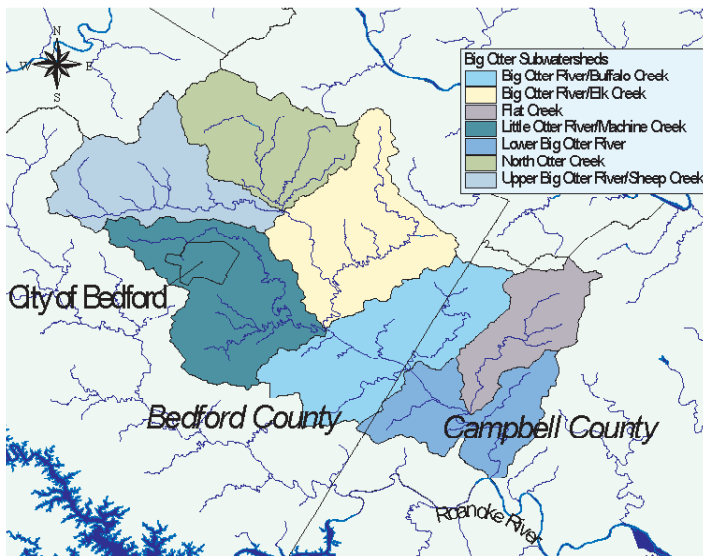 N
W E
S
Big Otter Subwatersheds
Big Otter River/Buffalo Creek
Big Otter River/Elk Creek
Flat Creek
Little Otter River/Machine Creek
Lower Big Otter River
North Otter Creek
Upper Big Otter River/Sheep Creek
City of Bedford
Bedford County
Campbell County
Roanoke River